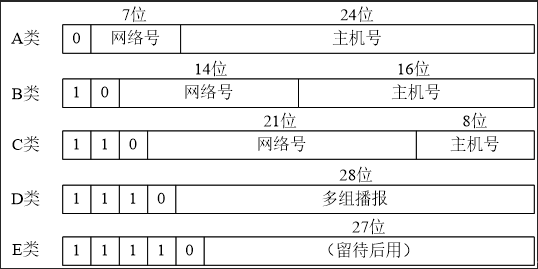 7位 24位
A类 0 网络号 主机号
14位 16位
B类 1 0 网络号 主机号
21位 8位
C类 1 1 0 网络号 主机号
28位
D类 1 1 1 0 多组播报
27位
E类 1 1 1 1 0 （留待后用）